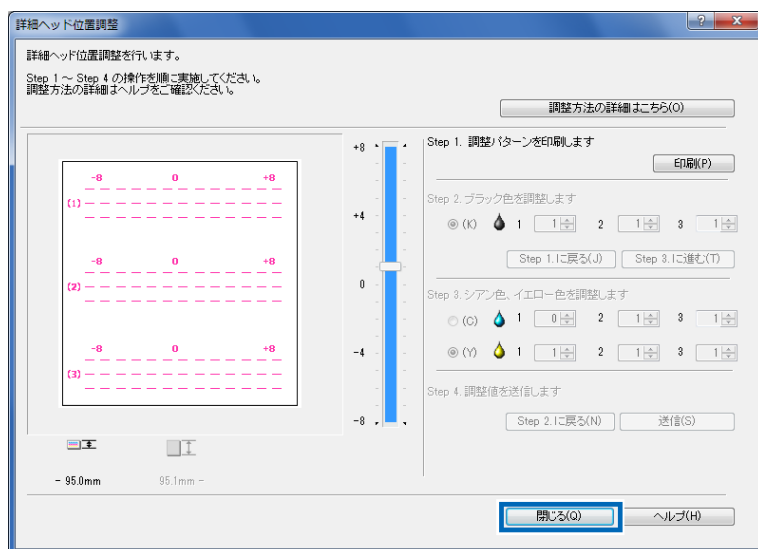 詳細ヘッド位置調整
詳細ヘッド位置調整を行います。
Step 1 ~ Step 4 の操作を順に実施してください。
調整方法の詳細はヘルプをご確認ください。
調整方法の詳細はこちら(O)
-8 0 +8
(1)
-8 0 +8
(2)
-8 0 +8
(3)
+8
+4
0
-4
-8
- 95.0mm
95.1mm -
Step 1. 調整パターンを印刷します
印刷(P)
Step 2. ブラック色を調整します
(K) 1 1 2 1 3 1
Step 1.に戻る(J) Step 3.に進む(T)
Step 3. シアン色、イエロー色を調整します
(C) 1 0 2 1 3 1
(Y) 1 1 2 1 3 1
Step 4. 調整値を送信します
Step 2.に戻る(N) 送信(S)
閉じる(Q) ヘルプ(H)